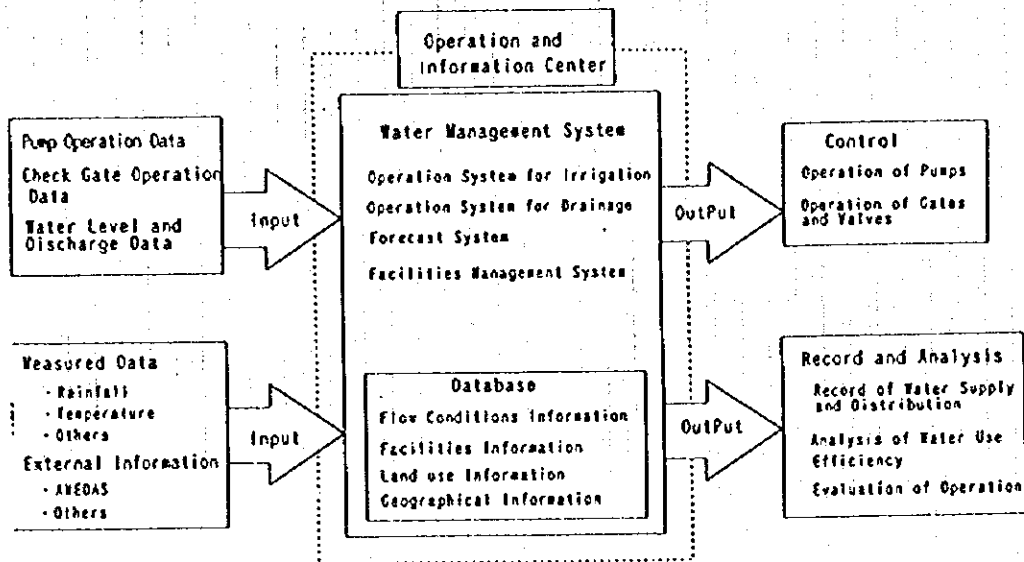 Operation and
Information Center
Pump Operation Data
Check Gate Operation
Data
Water Level and
Discharge Data
Input
Water Management System
Operation System for Irrigation
Operation System for Drainage
Forecast System
Facilities Management System
OutPut
Control
Operation of Pumps
Operation of Gates
and Valves
Measured Data
・Rainfall
・Temperature
・Others
External Information
・AMEDAS
・Others
Input
Database
Flow Conditions Information
Facilities Information
Land use Information
Geographical Information
OutPut
Record and Analysis
Record of Water Supply
and Distribution
Analysis of Water Use
Efficiency
Evaluation of Operation